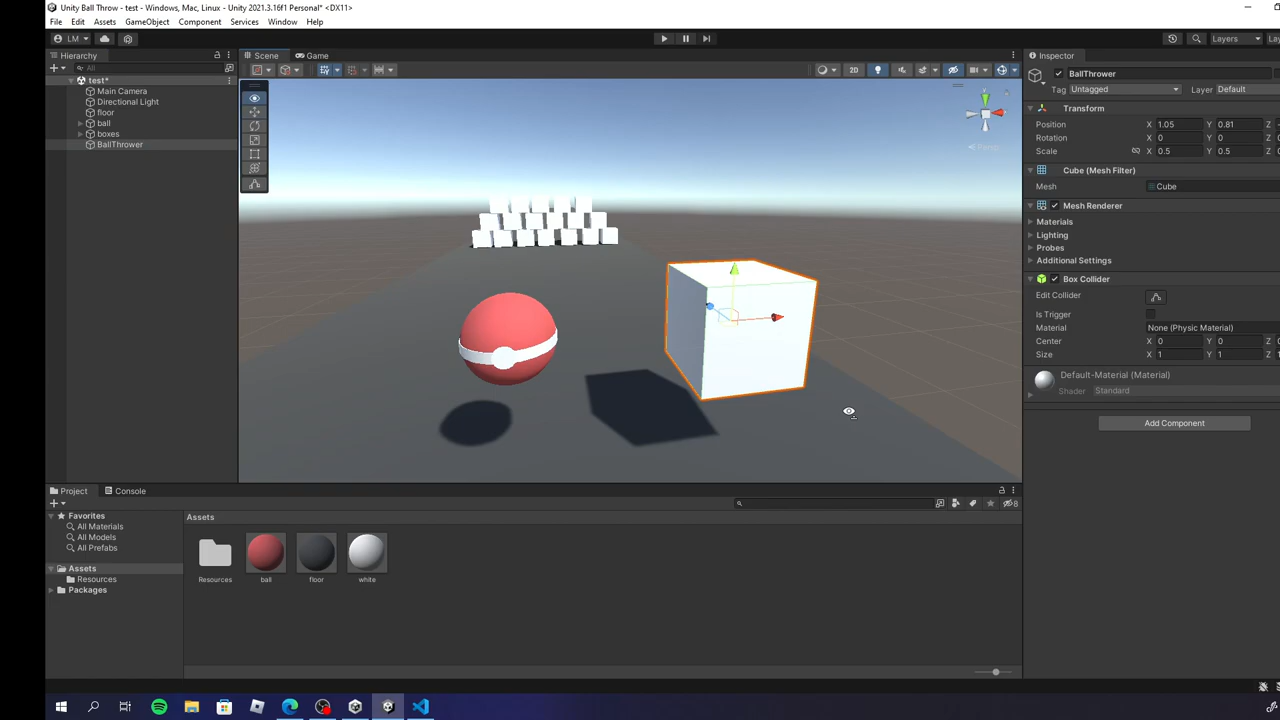 Unity Ball Throw - test - Windows, Mac, Linux - Unity 2021.3.16f1 Personal* <DX11>
File Edit Assets GameObject Component Services Window Help
LM Layers
Hierarchy
All
test*
Main Camera
Directional Light
floor
ball
boxes
BallThrower
Scene Game
2D
Persp
Inspector
BallThrower
Tag Untagged Layer Default
Transform
Position X 1.05 Y 0.81 Z
Rotation X 0 Y 0 Z
Scale X 0.5 Y 0.5 Z
Cube (Mesh Filter)
Mesh Cube
Mesh Renderer
Materials
Lighting
Probes
Additional Settings
Box Collider
Edit Collider
Is Trigger
Material None (Physic Material)
Center X 0 Y 0 Z
Size X 1 Y 1 Z
Default-Material (Material)
Shader Standard
Add Component
Project Console
8
Favorites
All Materials
All Models
All Prefabs
Assets
Resources
Packages
Assets
Resources ball floor white